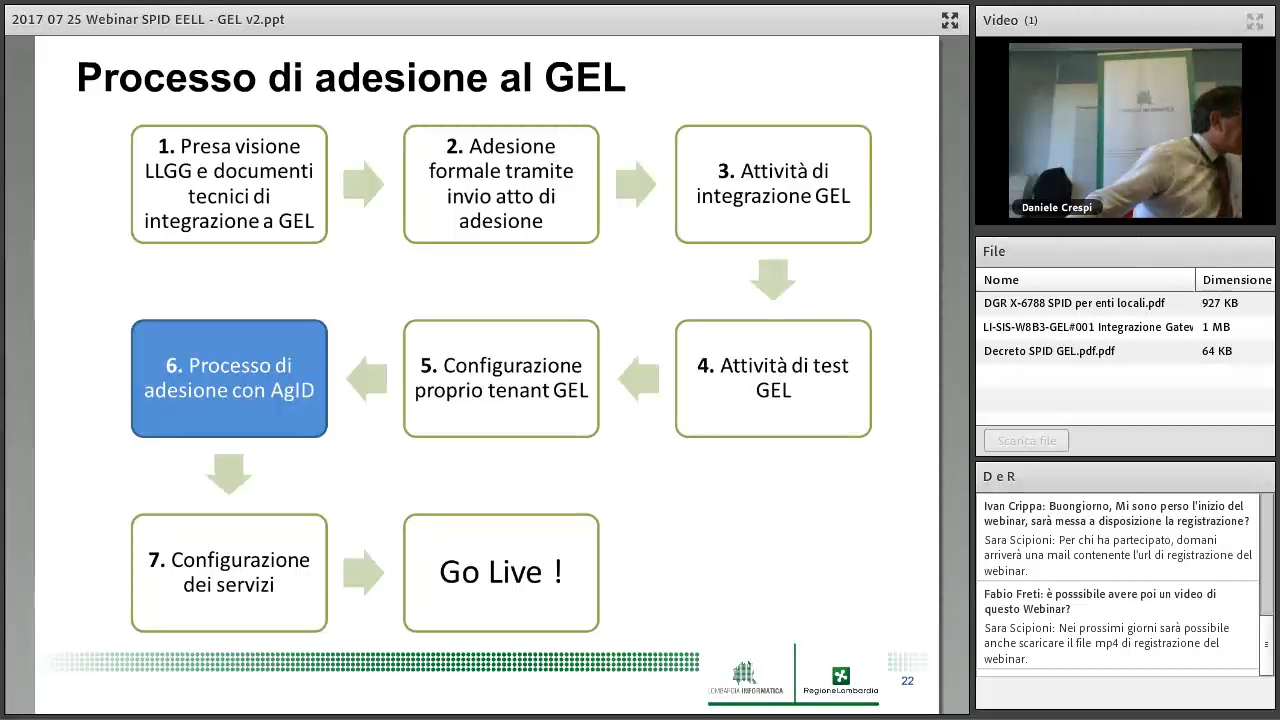 2017 07 25 Webinar SPID EELL - GEL v2.ppt
Processo di adesione al GEL
1. Presa visione
LLGG e documenti
tecnici di
integrazione a GEL
2. Adesione
formale tramite
invio atto di
adesione
3. Attività di
integrazione GEL
4. Attività di test
GEL
5. Configurazione
proprio tenant GEL
6. Processo di
adesione con AgID
7. Configurazione
dei servizi
Go Live !
LOMBARDIA INFORMATICA
RegioneLombardia
22
Video (1)
Daniele Crespi
File
Nome Dimensione
DGR X-6788 SPID per enti locali.pdf 927 KB
LI-SIS-W8B3-GEL#001 Integrazione Gatew 1 MB
Decreto SPID GEL.pdf.pdf 64 KB
Scarica file
D e R
Ivan Crippa: Buongiorno, Mi sono perso l'inizio del
webinar, sarà messa a disposizione la registrazione?
Sara Scipioni: Per chi ha partecipato, domani
arriverà una mail contenente l'url di registrazione del
webinar.
Fabio Freti: è posssibile avere poi un video di
questo Webinar?
Sara Scipioni: Nei prossimi giorni sarà possibile
anche scaricare il file mp4 di registrazione del
webinar.